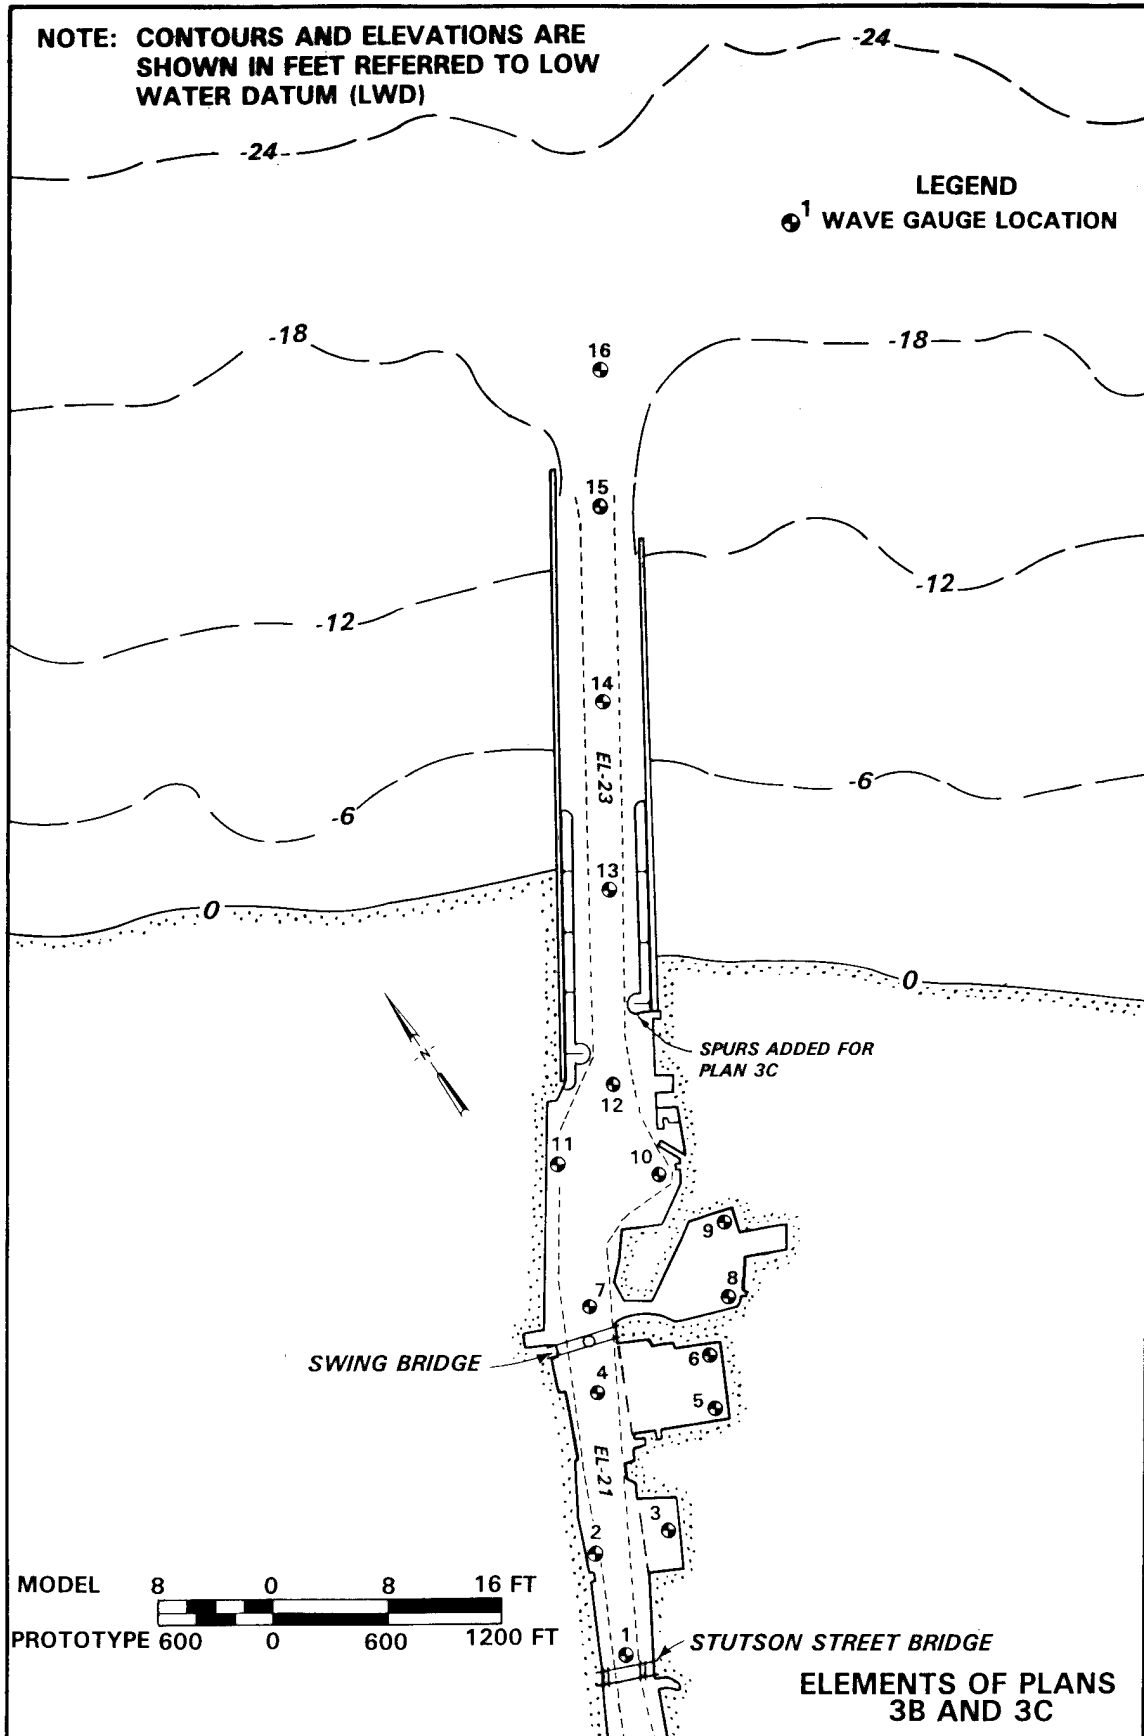 NOTE: CONTOURS AND ELEVATIONS ARE
SHOWN IN FEET REFERRED TO LOW
WATER DATUM (LWD)
-24
-24
LEGEND
1 WAVE GAUGE LOCATION
-18
-18
16
15
-12
-12
14
EL-23
-6
-6
13
0
0
N
SPURS ADDED FOR
PLAN 3C
12
11
10
9
8
7
SWING BRIDGE
6
4
5
EL-21
3
2
MODEL 8 0 8 16 FT
PROTOTYPE 600 0 600 1200 FT
1
STUTSON STREET BRIDGE
ELEMENTS OF PLANS
3B AND 3C